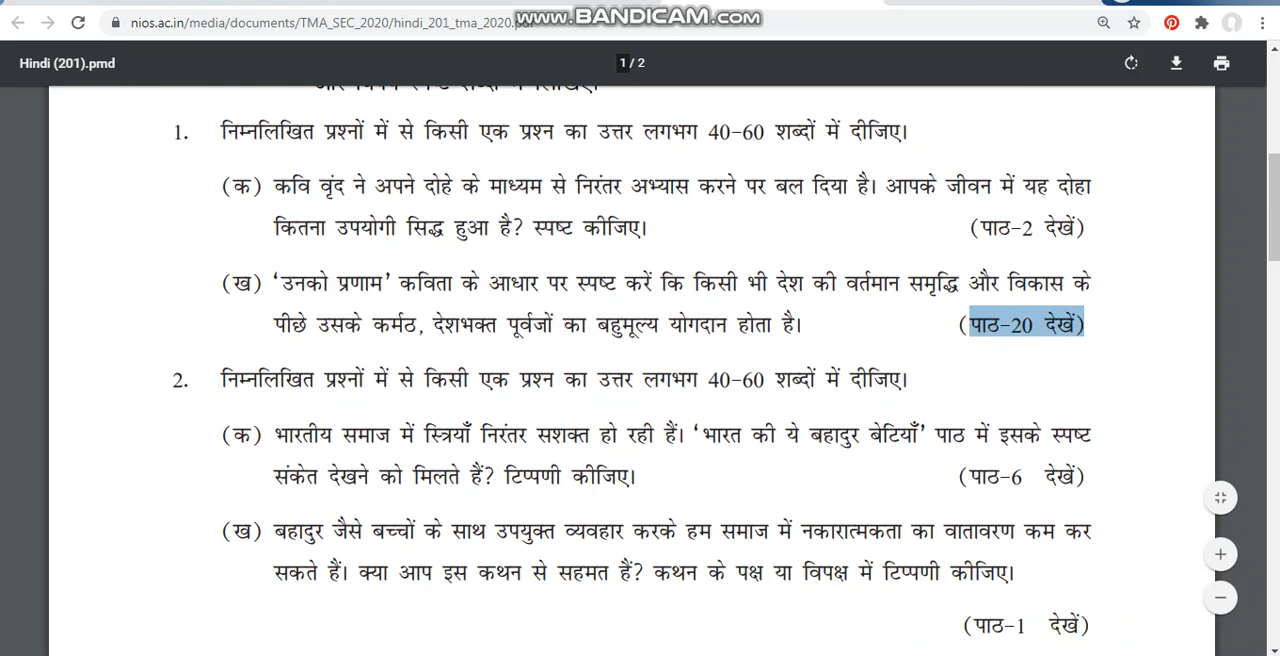 www.BANDICAM.com
nios.ac.in/media/documents/TMA_SEC_2020/hindi_201_tma_2020.pdf
Hindi (201).pmd
1 / 2
1. निम्नलिखित प्रश्नों में से किसी एक प्रश्न का उत्तर लगभग 40-60 शब्दों में दीजिए।
(क) कवि वृंद ने अपने दोहे के माध्यम से निरंतर अभ्यास करने पर बल दिया है। आपके जीवन में यह दोहा
कितना उपयोगी सिद्ध हुआ है? स्पष्ट कीजिए। (पाठ-2 देखें)
(ख) ‘उनको प्रणाम’ कविता के आधार पर स्पष्ट करें कि किसी भी देश की वर्तमान समृद्धि और विकास के
पीछे उसके कर्मठ, देशभक्त पूर्वजों का बहुमूल्य योगदान होता है। (पाठ-20 देखें)
2. निम्नलिखित प्रश्नों में से किसी एक प्रश्न का उत्तर लगभग 40-60 शब्दों में दीजिए।
(क) भारतीय समाज में स्त्रियाँ निरंतर सशक्त हो रही हैं। ‘भारत की ये बहादुर बेटियाँ’ पाठ में इसके स्पष्ट
संकेत देखने को मिलते हैं? टिप्पणी कीजिए। (पाठ-6 देखें)
(ख) बहादुर जैसे बच्चों के साथ उपयुक्त व्यवहार करके हम समाज में नकारात्मकता का वातावरण कम कर
सकते हैं। क्या आप इस कथन से सहमत हैं? कथन के पक्ष या विपक्ष में टिप्पणी कीजिए।
(पाठ-1 देखें)